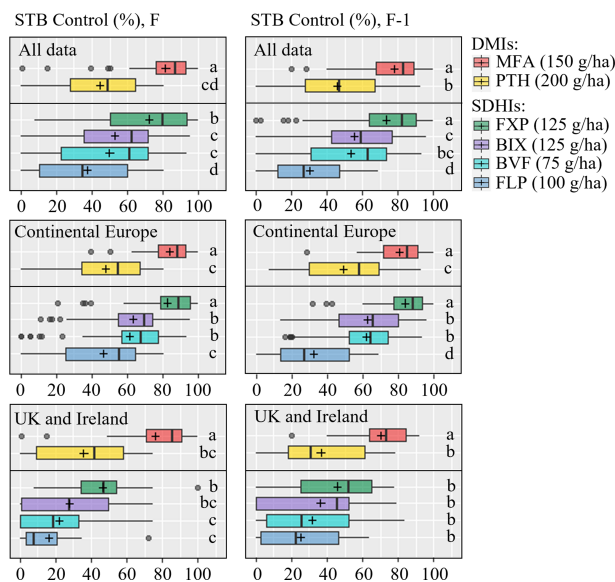 STB Control (%), F
STB Control (%), F-1
All data
a
cd
b
c
c
d
0 20 40 60 80 100
All data
a
b
a
c
bc
d
0 20 40 60 80 100
DMIs:
MFA (150 g/ha)
PTH (200 g/ha)
SDHIs:
FXP (125 g/ha)
BIX (125 g/ha)
BVF (75 g/ha)
FLP (100 g/ha)
Continental Europe
a
c
a
b
b
c
0 20 40 60 80 100
Continental Europe
a
c
a
b
b
d
0 20 40 60 80 100
UK and Ireland
a
bc
b
bc
c
c
0 20 40 60 80 100
UK and Ireland
a
b
b
b
b
b
0 20 40 60 80 100